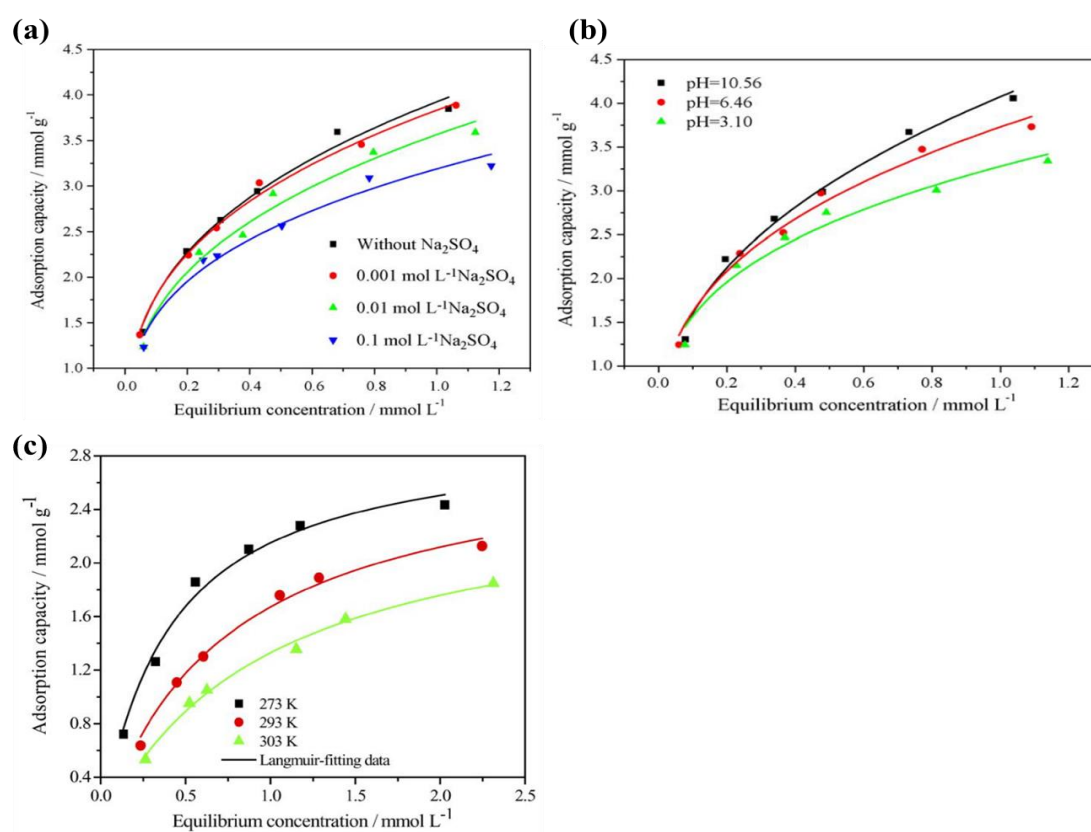 (a)
4.5
4.0
3.5
3.0
2.5
2.0
1.5
1.0
Adsorption capacity / mmol g⁻¹
Without Na₂SO₄
0.001 mol L⁻¹Na₂SO₄
0.01 mol L⁻¹Na₂SO₄
0.1 mol L⁻¹Na₂SO₄
0.0 0.2 0.4 0.6 0.8 1.0 1.2
Equilibrium concentration / mmol L⁻¹
(b)
4.5
4.0
3.5
3.0
2.5
2.0
1.5
1.0
Adsorption capacity / mmol g⁻¹
pH=10.56
pH=6.46
pH=3.10
0.0 0.2 0.4 0.6 0.8 1.0 1.2
Equilibrium concentration / mmol L⁻¹
(c)
2.8
2.4
2.0
1.6
1.2
0.8
0.4
Adsorption capacity / mmol g⁻¹
273 K
293 K
303 K
Langmuir-fitting data
0.0 0.5 1.0 1.5 2.0 2.5
Equilibrium concentration / mmol L⁻¹